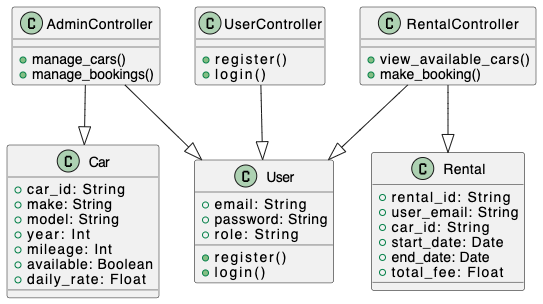 C AdminController
manage_cars()
manage_bookings()
C UserController
register()
login()
C RentalController
view_available_cars()
make_booking()
C Car
car_id: String
make: String
model: String
year: Int
mileage: Int
available: Boolean
daily_rate: Float
C User
email: String
password: String
role: String
register()
login()
C Rental
rental_id: String
user_email: String
car_id: String
start_date: Date
end_date: Date
total_fee: Float